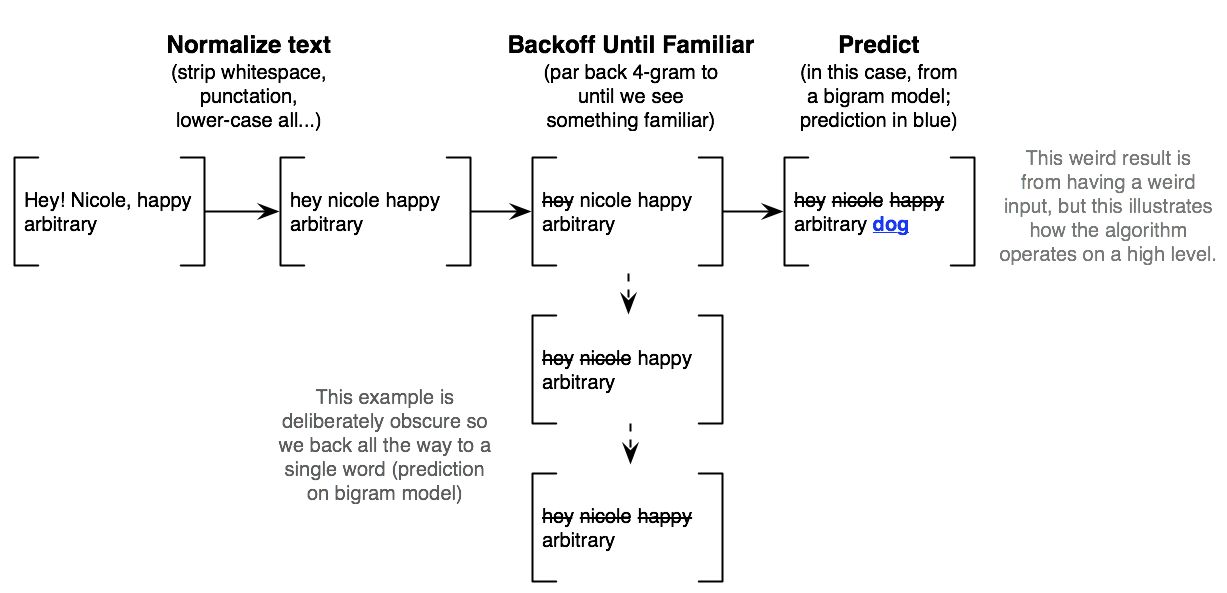 Normalize text
(strip whitespace,
punctation,
lower-case all...)
Backoff Until Familiar
(par back 4-gram to
until we see
something familiar)
Predict
(in this case, from
a bigram model;
prediction in blue)
Hey! Nicole, happy
arbitrary
hey nicole happy
arbitrary
hey nicole happy
arbitrary
hey nicole happy
arbitrary dog
This weird result is
from having a weird
input, but this illustrates
how the algorithm
operates on a high level.
hey nicole happy
arbitrary
This example is
deliberately obscure so
we back all the way to a
single word (prediction
on bigram model)
hey nicole happy
arbitrary